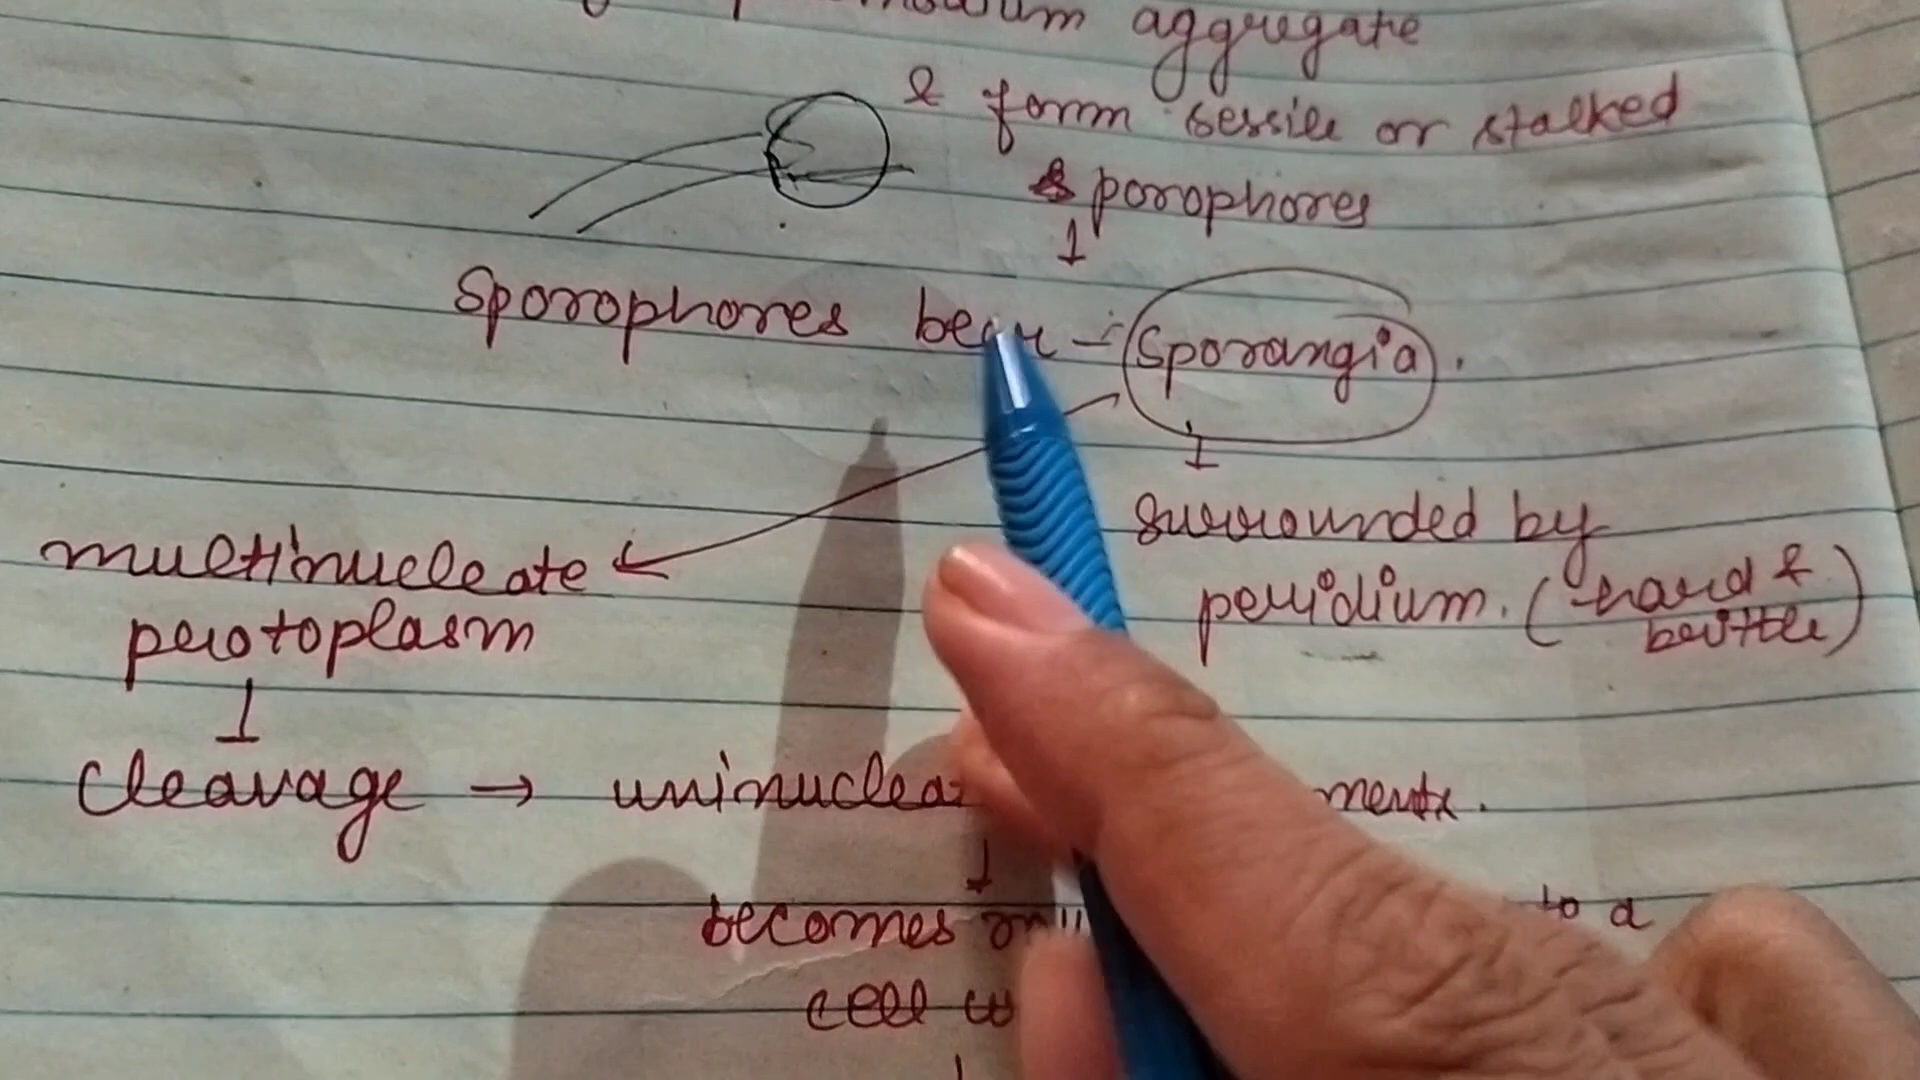 aggregate
& form sessile or stalked
sporophores
Sporophores bear - Sporangia.
surrounded by
peridium. (hard &
brittle)
multinucleate
protoplasm
cleavage →
becomes to a
cell